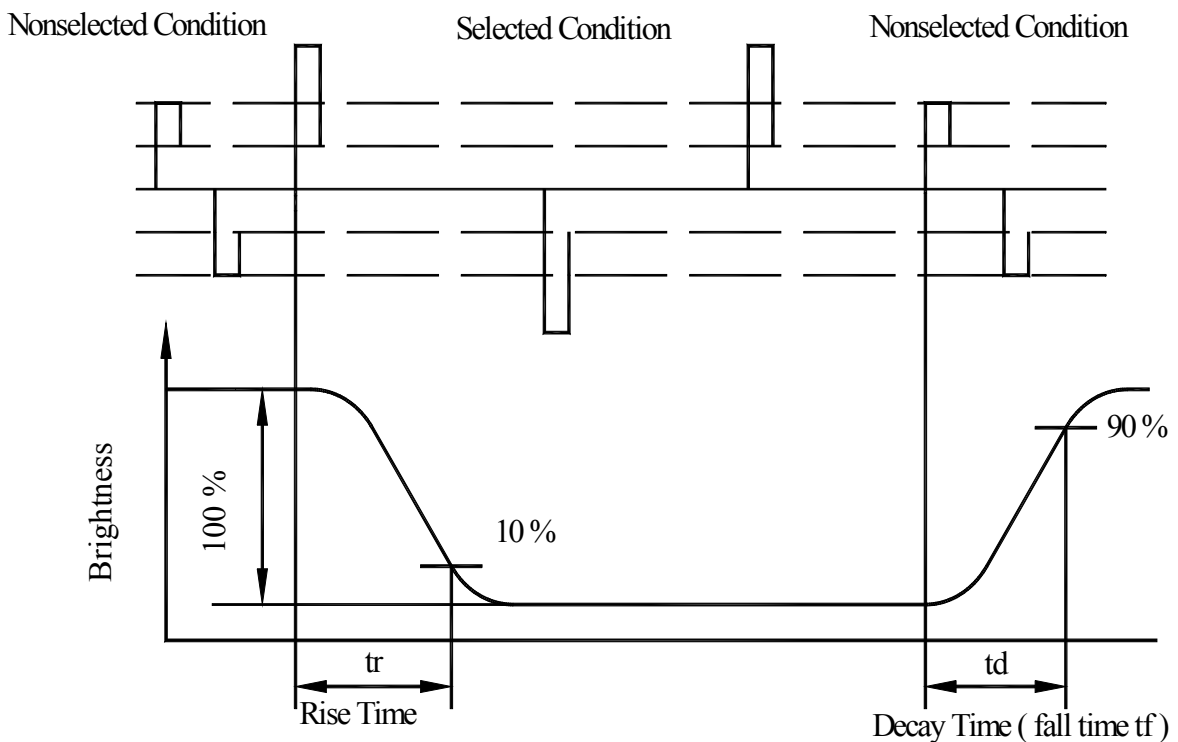 Nonselected Condition
Selected Condition
Nonselected Condition
Brightness
100 %
10 %
90 %
tr
Rise Time
td
Decay Time ( fall time tf )